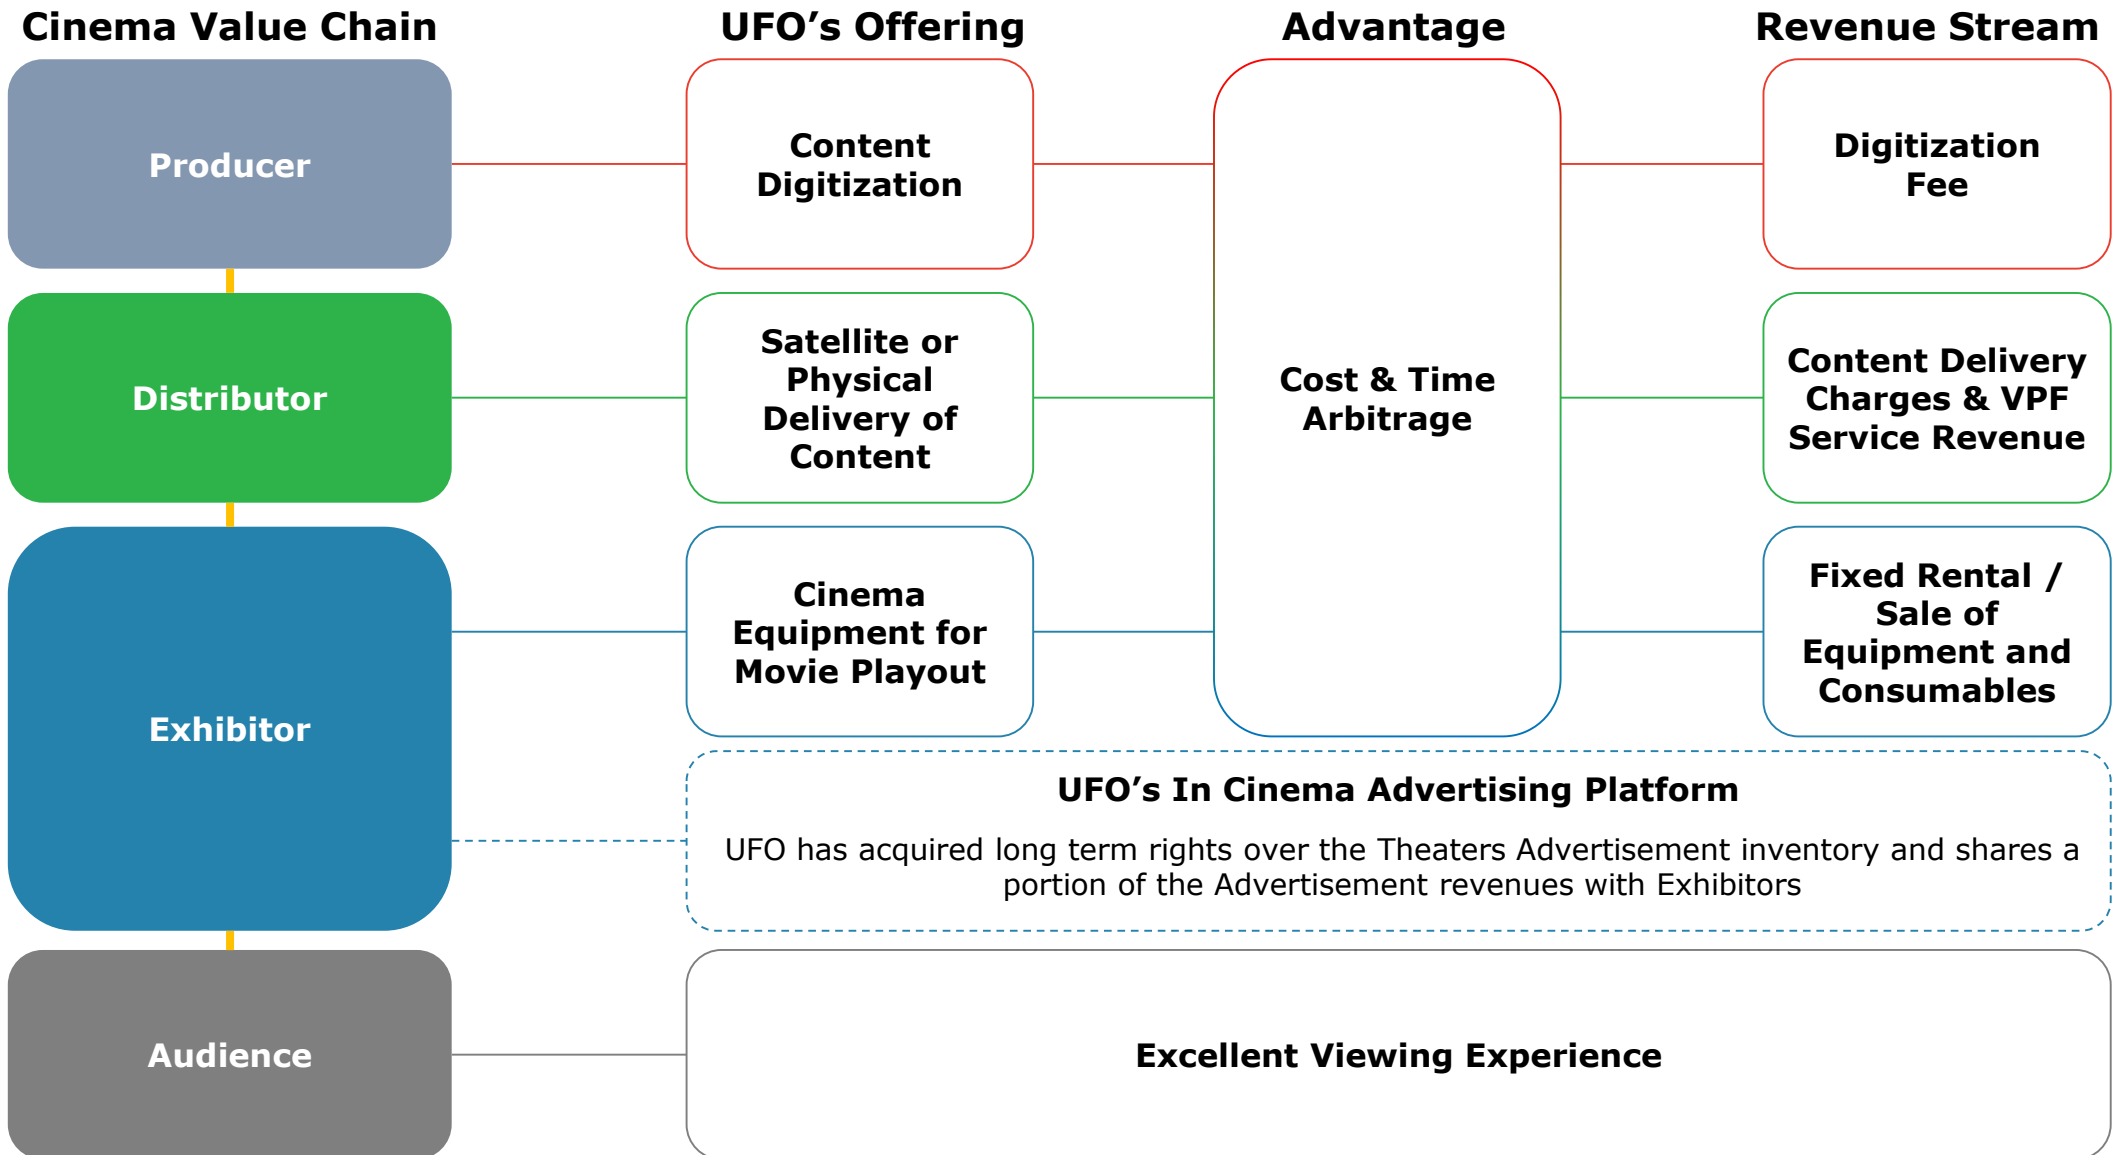 Cinema Value Chain
UFO’s Offering
Advantage
Revenue Stream
Producer
Content
Digitization
Digitization
Fee
Distributor
Satellite or
Physical
Delivery of
Content
Cost & Time
Arbitrage
Content Delivery
Charges & VPF
Service Revenue
Exhibitor
Cinema
Equipment for
Movie Playout
Fixed Rental /
Sale of
Equipment and
Consumables
UFO’s In Cinema Advertising Platform
UFO has acquired long term rights over the Theaters Advertisement inventory and shares a
portion of the Advertisement revenues with Exhibitors
Audience
Excellent Viewing Experience